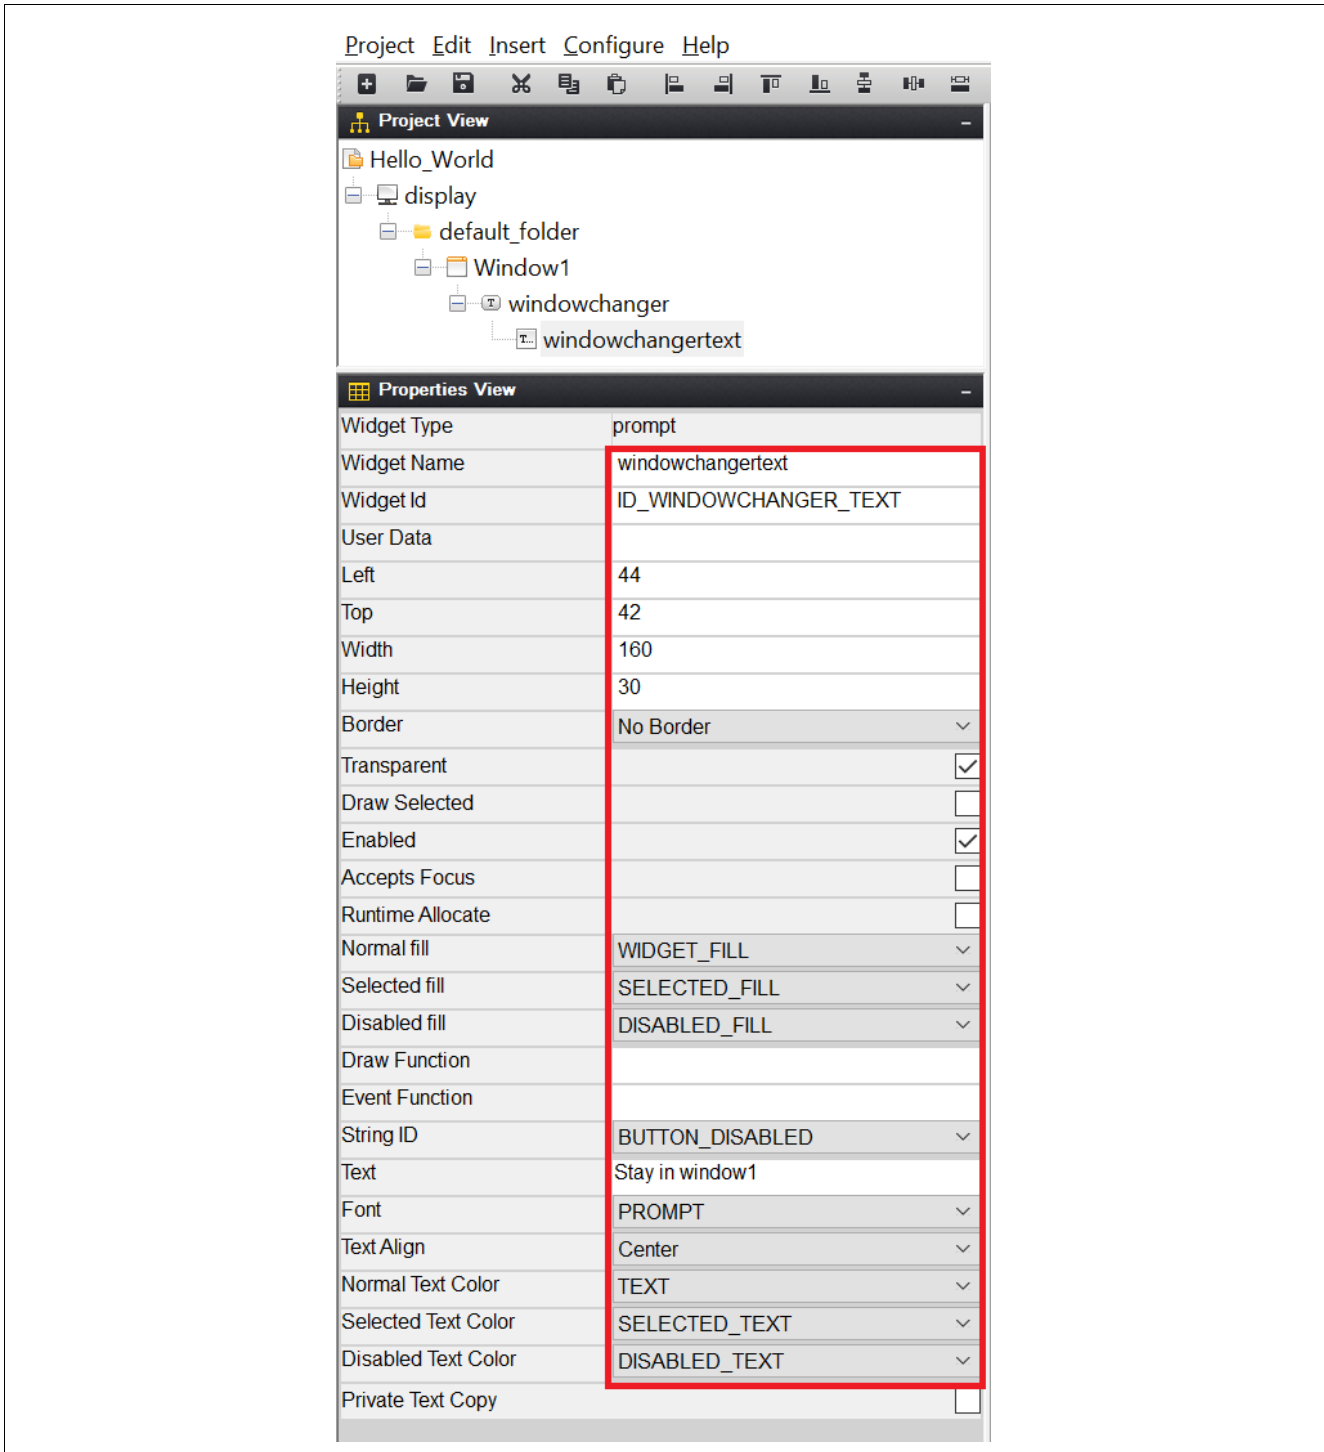 Project Edit Insert Configure Help
Project View
Hello_World
display
default_folder
Window1
windowchanger
windowchangertext
Properties View
Widget Type prompt
Widget Name windowchangertext
Widget Id ID_WINDOWCHANGER_TEXT
User Data
Left 44
Top 42
Width 160
Height 30
Border No Border
Transparent
Draw Selected
Enabled
Accepts Focus
Runtime Allocate
Normal fill WIDGET_FILL
Selected fill SELECTED_FILL
Disabled fill DISABLED_FILL
Draw Function
Event Function
String ID BUTTON_DISABLED
Text Stay in window1
Font PROMPT
Text Align Center
Normal Text Color TEXT
Selected Text Color SELECTED_TEXT
Disabled Text Color DISABLED_TEXT
Private Text Copy